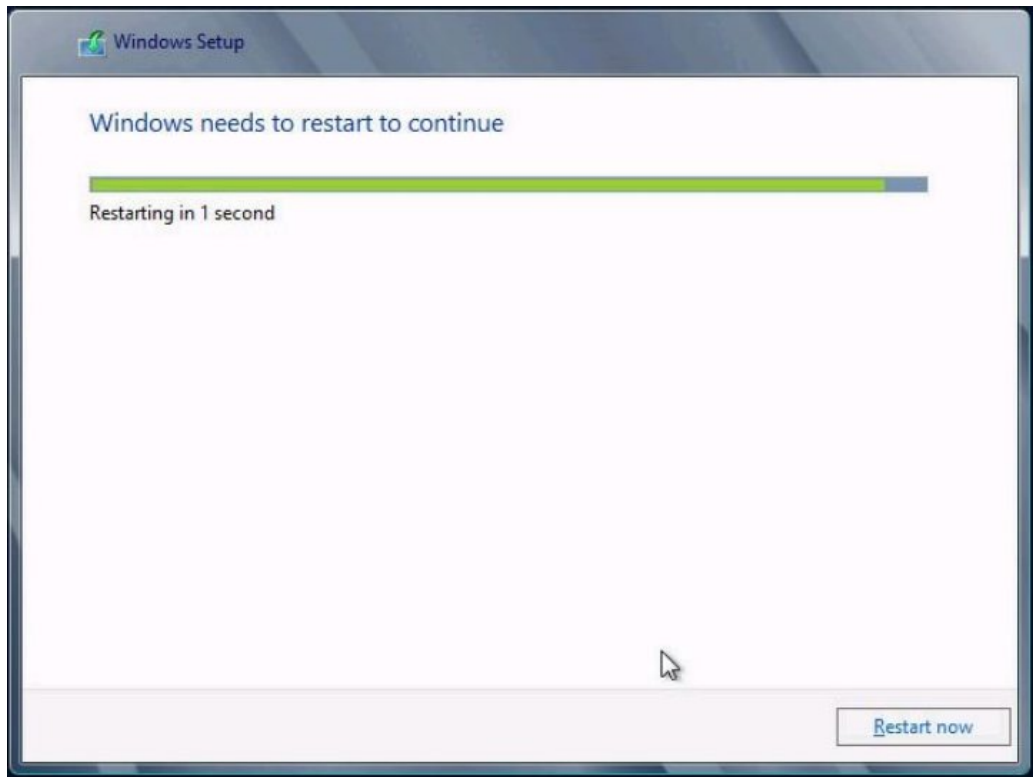 Windows Setup
Windows needs to restart to continue
Restarting in 1 second
Restart now